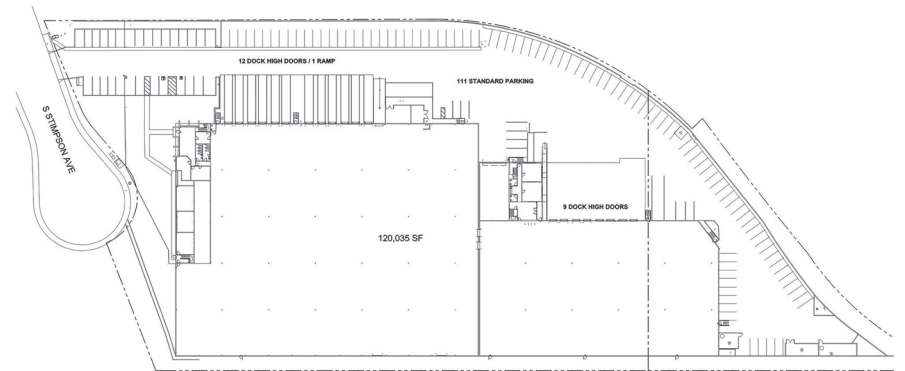 12 DOCK HIGH DOORS / 1 RAMP
111 STANDARD PARKING
S STIMPSON AVE
9 DOCK HIGH DOORS
120,035 SF